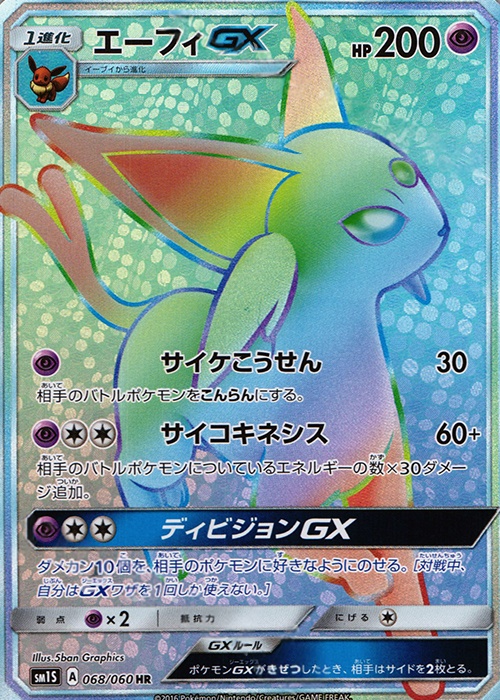 1進化 エーフィGX HP200
イーブイから進化
サイケこうせん 30
相手のバトルポケモンをこんらんにする。
サイコキネシス 60+
相手のバトルポケモンについているエネルギーの数×30ダメー
ジ追加。
ディビジョンGX
ダメカン10個を、相手のポケモンに好きなようにのせる。[対戦中、
自分はGXワザを1回しか使えない。]
弱点 ×2 抵抗力 にげる
Illus.5ban Graphics
GXルール
ポケモンGXがきぜつしたとき、相手はサイドを2枚とる。
sm1S A 068/060 HR
©2016 Pokémon/Nintendo/Creatures/GAME FREAK.